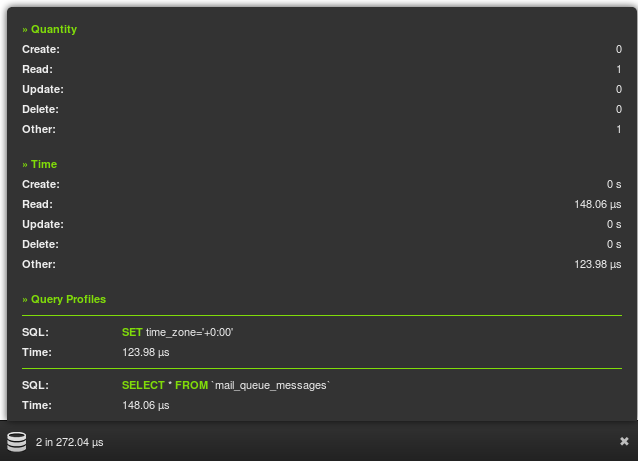 » Quantity
Create: 0
Read: 1
Update: 0
Delete: 0
Other: 1
» Time
Create: 0 s
Read: 148.06 µs
Update: 0 s
Delete: 0 s
Other: 123.98 µs
» Query Profiles
SQL: SET time_zone='+0:00'
Time: 123.98 µs
SQL: SELECT * FROM `mail_queue_messages`
Time: 148.06 µs
2 in 272.04 µs ✖